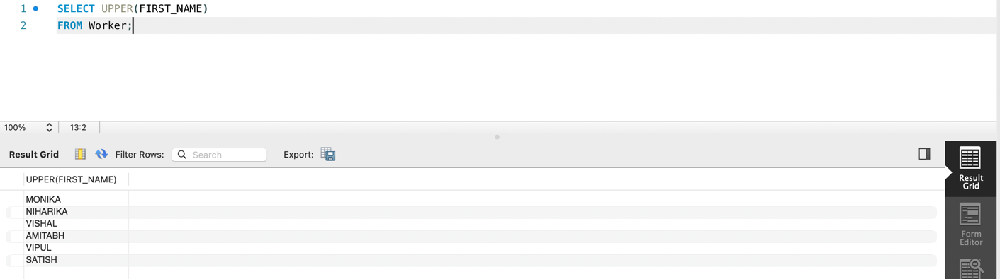 1 SELECT UPPER(FIRST_NAME)
2 FROM Worker;
100% 13:2
Result Grid Filter Rows: Search Export:
UPPER(FIRST_NAME)
MONIKA
NIHARIKA
VISHAL
AMITABH
VIPUL
SATISH
Result
Grid
Form
Editor